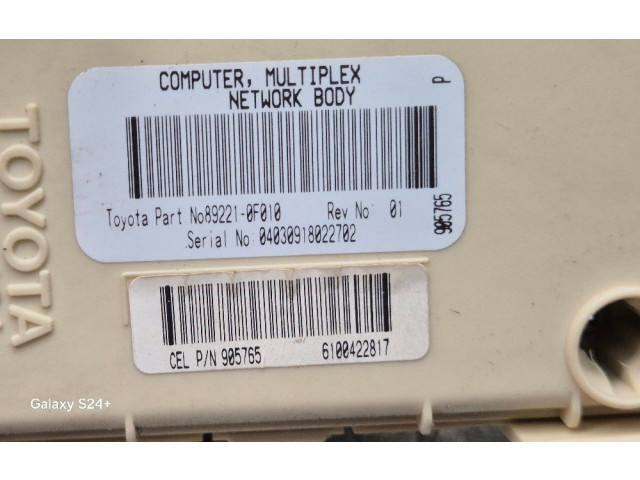 COMPUTER, MULTIPLEX
NETWORK BODY
P
Toyota Part No89221-0F010 Rev No 01
Serial No: 04030918022702
905765
CEL P/N 905765 6100422817
TOYOTA
Galaxy S24+